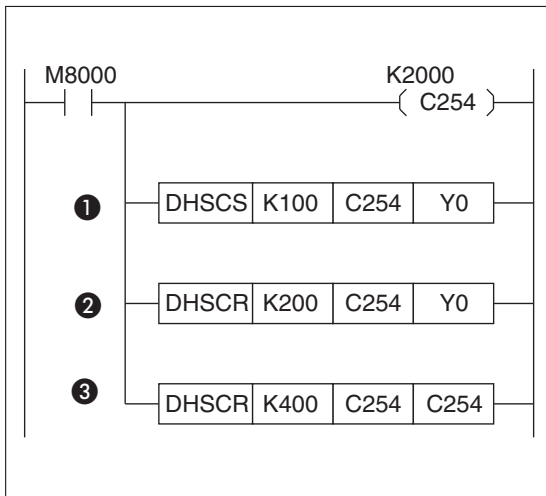 M8000 K2000
C254
❶ DHSCS K100 C254 Y0
❷ DHSCR K200 C254 Y0
❸ DHSCR K400 C254 C254